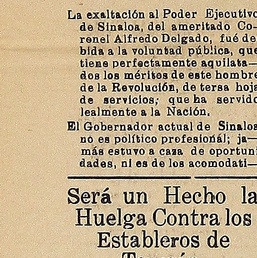 La exaltación al Poder Ejecutivo
de Sinaloa, del ameritado Co-
ronel Alfredo Delgado, fué de-
bida a la voluntad pública, que
tiene perfectamente aquilata—
dos los méritos de este hombre
de la Revolución, de tersa hoja
de servicios; que ha servido
lealmente a la Nación.
El Gobernador actual de Sinaloa
no es político profesional; ja—
más estuvo a caza de oportuni
dades, ni es de los acomodati—
Será un Hecho la
Huelga Contra los
Estableros de